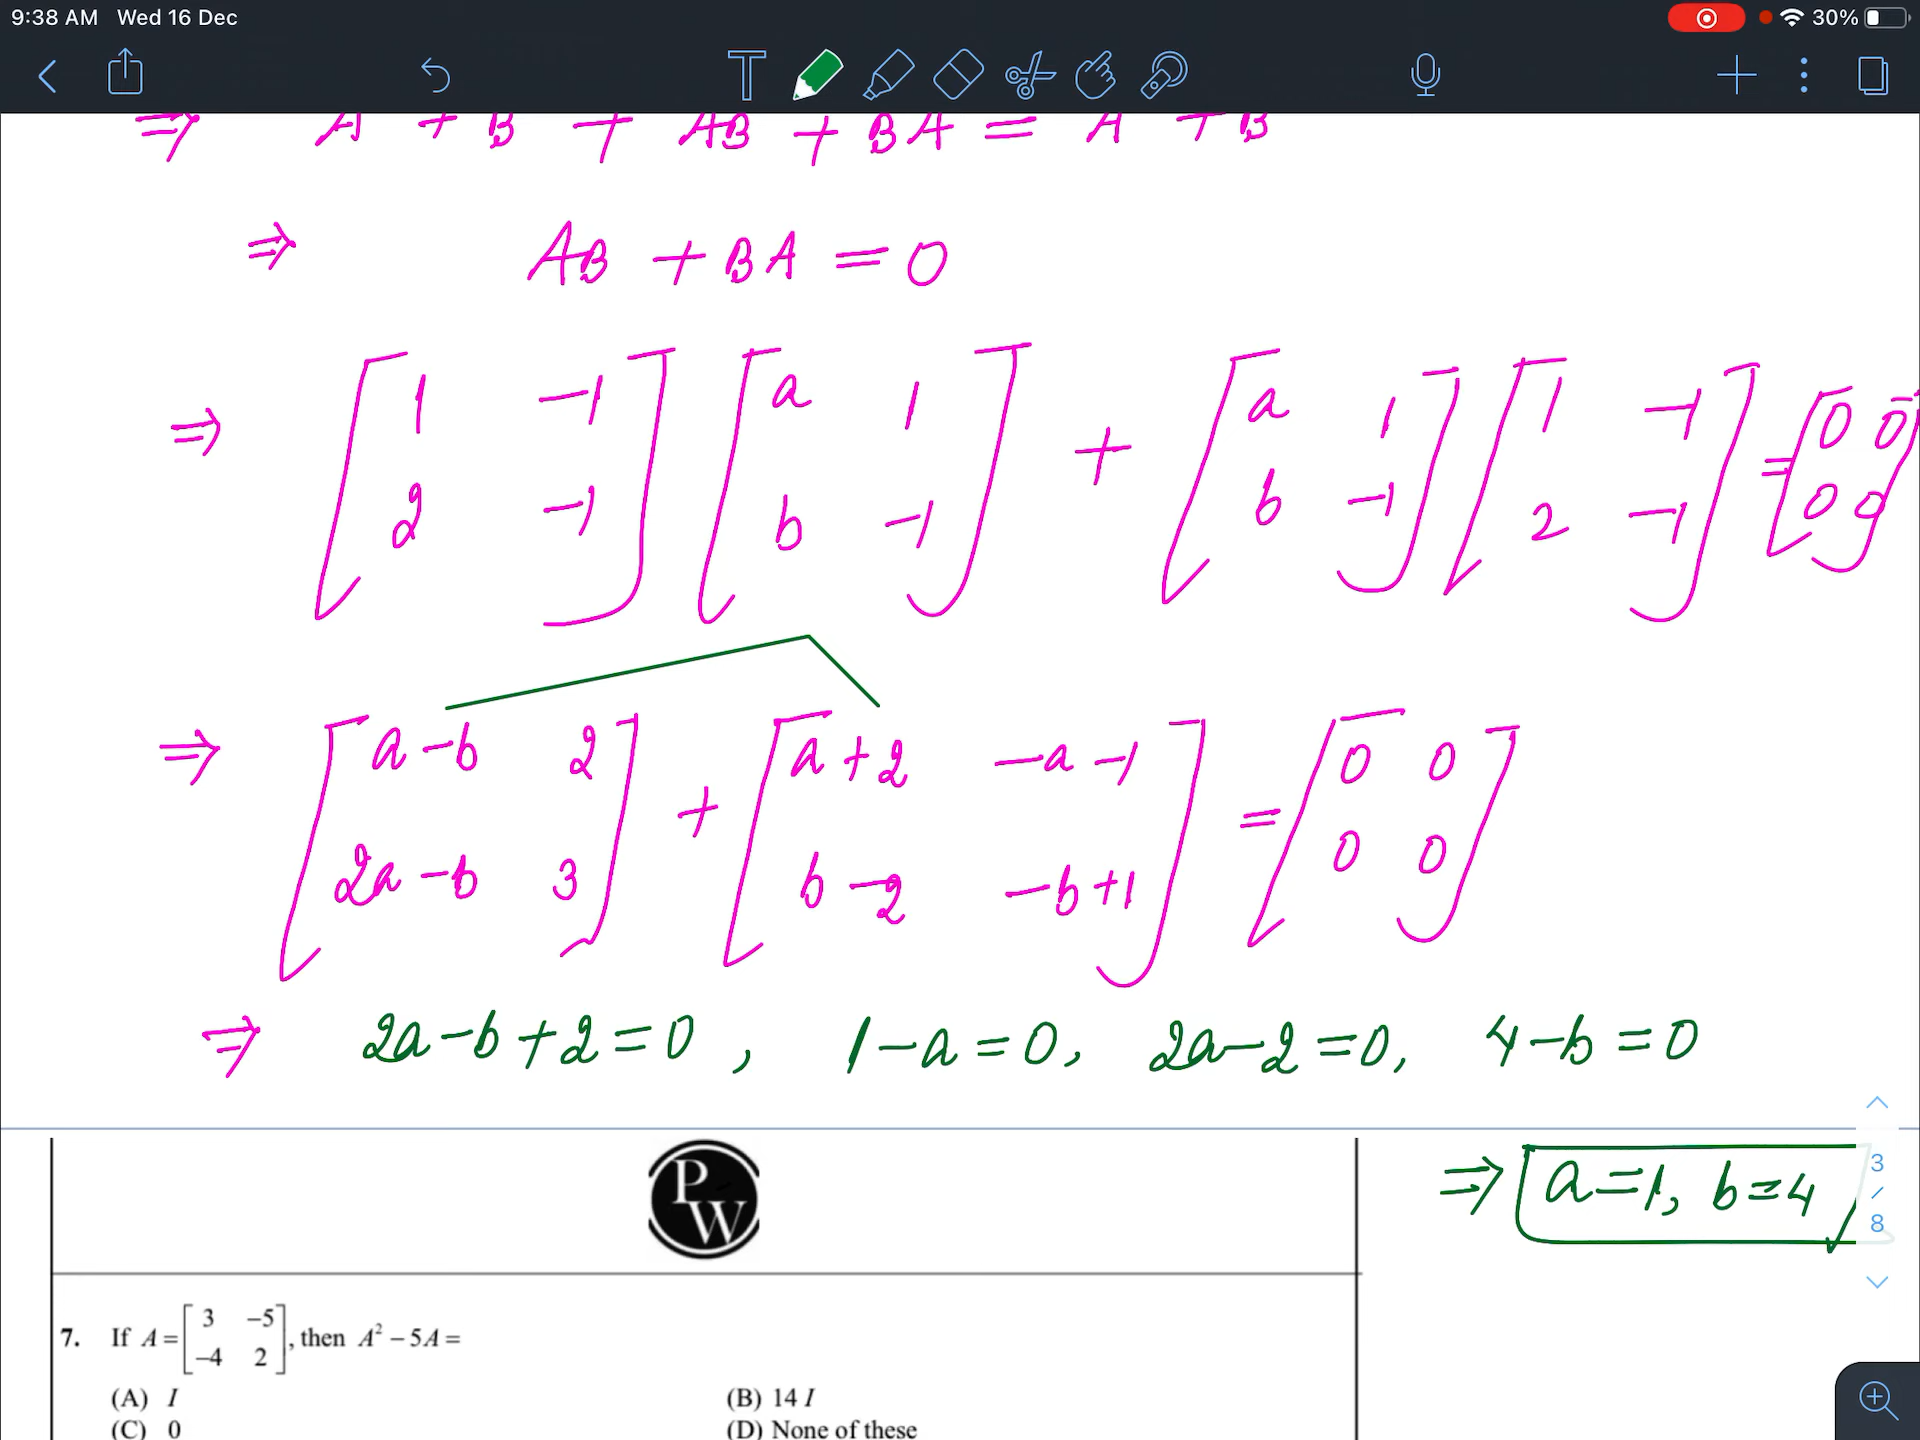 9:38 AM Wed 16 Dec 30%
T
⇒ A + B + AB + BA = A + B
⇒ AB + BA = 0
⇒ [1 -1; 2 -1] [a 1; b -1] + [a 1; b -1] [1 -1; 2 -1] = [0 0; 0 0]
⇒ [a-b 2; 2a-b 3] + [a+2 -a-1; b-2 -b+1] = [0 0; 0 0]
⇒ 2a-b+2=0, 1-a=0, 2a-2=0, 4-b=0
⇒ a=1, b=4
3 / 8
PW
7. If A = [3 -5; -4 2], then A² – 5A =
(A) I (B) 14 I
(C) 0 (D) None of these